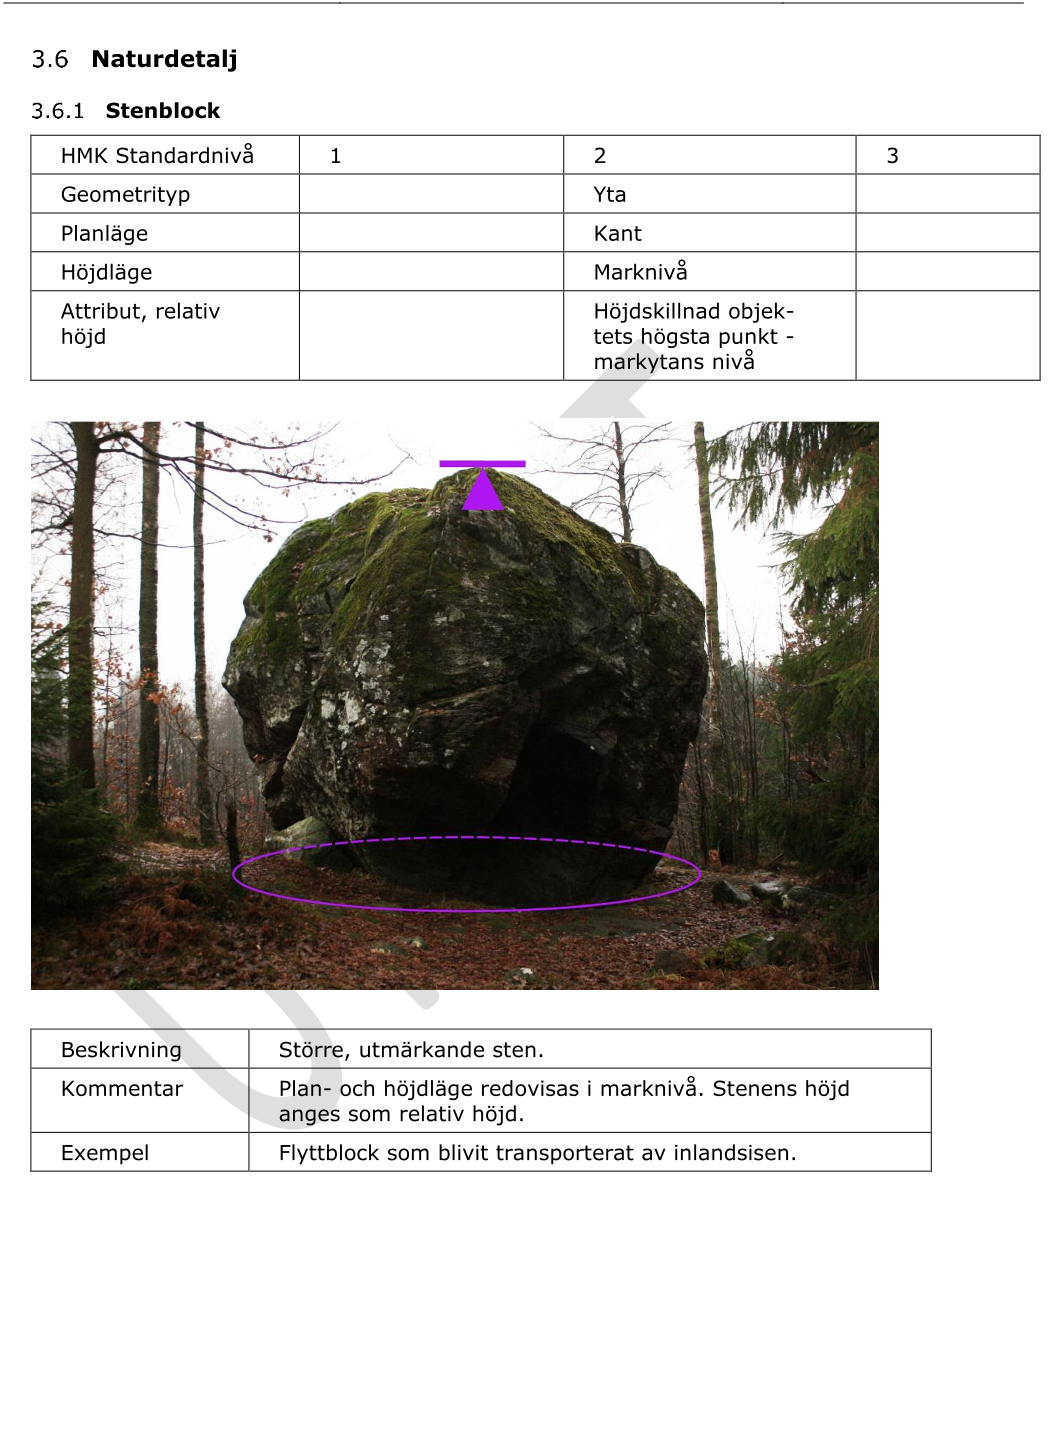 3.6 Naturdetalj
3.6.1 Stenblock
HMK Standardnivå 1 2 3
Geometrityp Yta
Planläge Kant
Höjdläge Marknivå
Attribut, relativ Höjdskillnad objek-
höjd tets högsta punkt -
markytans nivå
Beskrivning Större, utmärkande sten.
Kommentar Plan- och höjdläge redovisas i marknivå. Stenens höjd
anges som relativ höjd.
Exempel Flyttblock som blivit transporterat av inlandsisen.